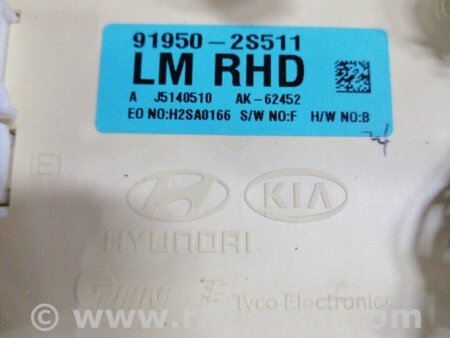 91950-2S511
LM RHD
A J5140510 AK-62452
EO NO:H2SA0166 S/W NO:F H/W NO:B
E
KIA
HYUNDAI
Tyco Electronics